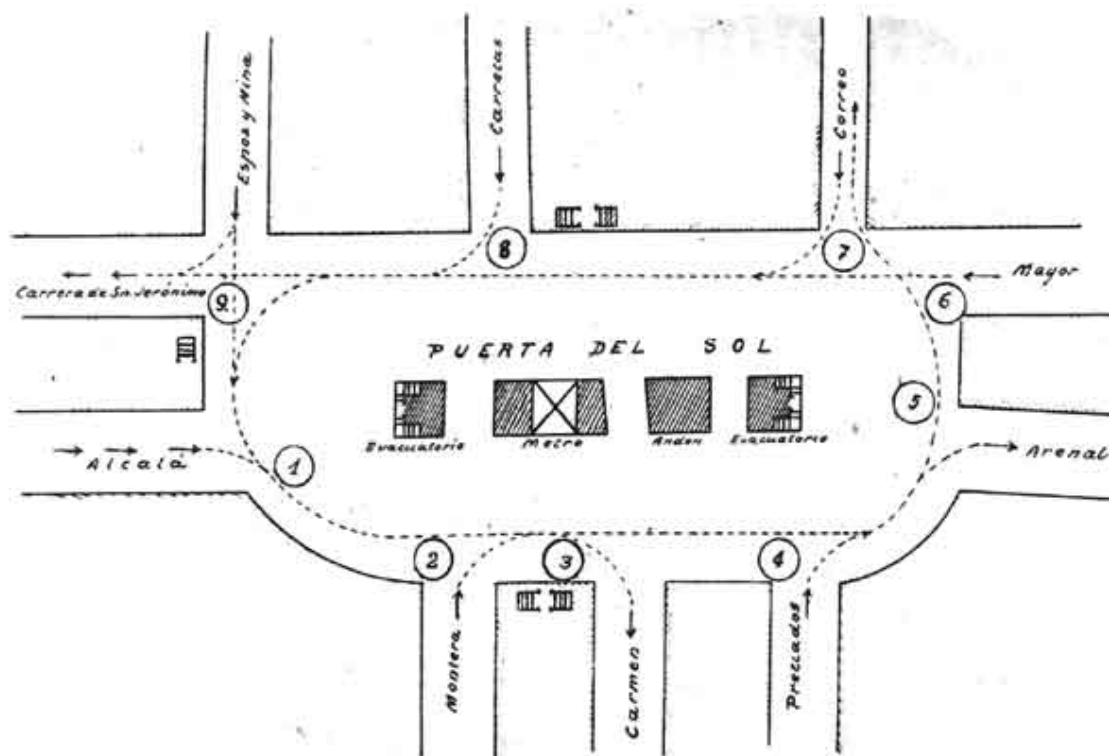 Espoz y Mina
Carretas
Correo
8
7
Mayor
Carrera de Sn. Jerónimo
9
6
PUERTA DEL SOL
5
Evacuatorio
Metro
Anden
Evacuatorio
Alcalá
1
Arenal
2
3
4
Montera
Carmen
Preciados